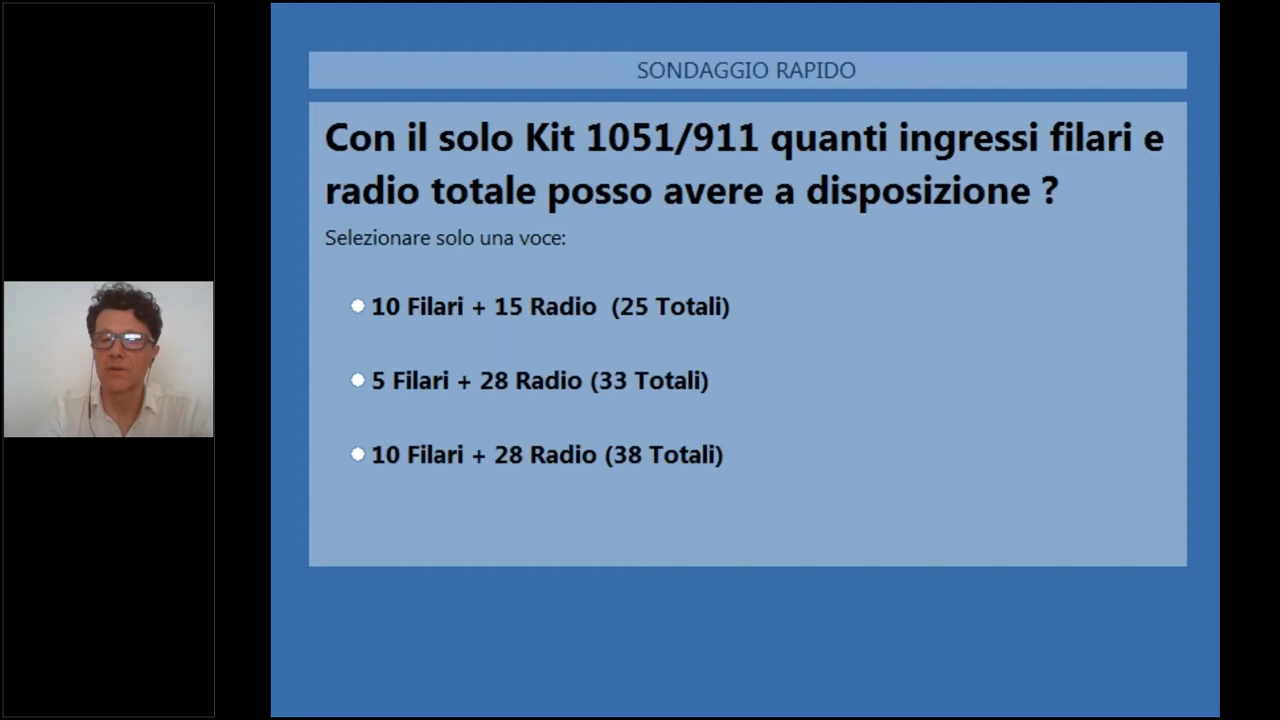 SONDAGGIO RAPIDO
Con il solo Kit 1051/911 quanti ingressi filari e
radio totale posso avere a disposizione ?
Selezionare solo una voce:
10 Filari + 15 Radio (25 Totali)
5 Filari + 28 Radio (33 Totali)
10 Filari + 28 Radio (38 Totali)